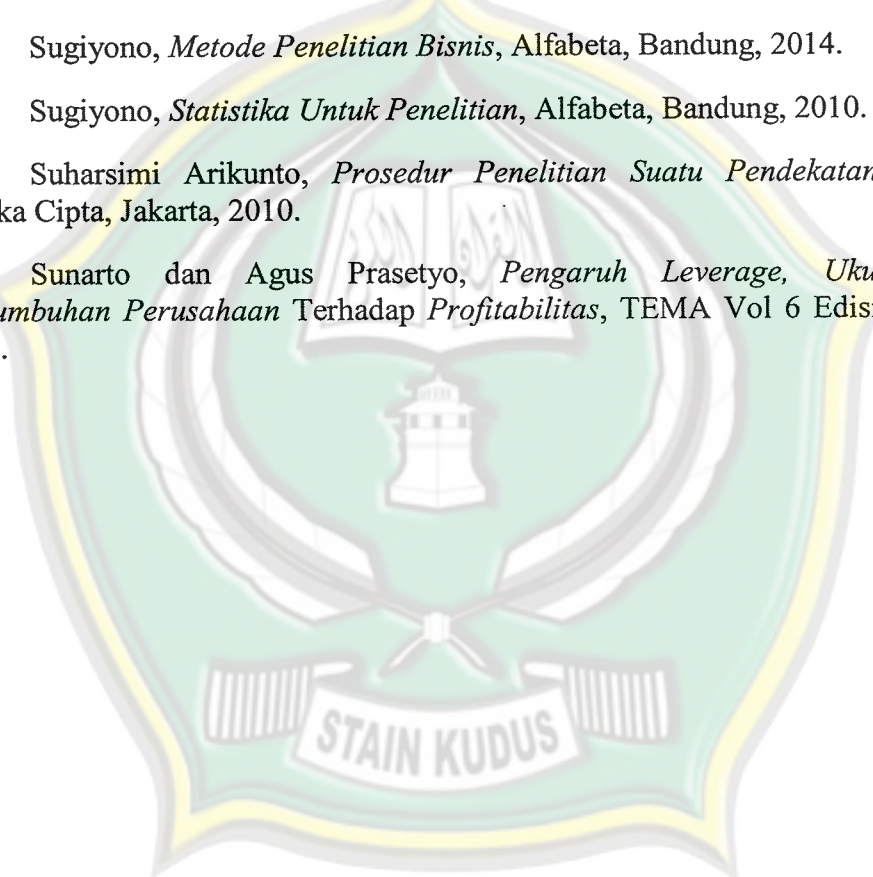 Sugiyono, Metode Penelitian Bisnis, Alfabeta, Bandung, 2014.
Sugiyono, Statistika Untuk Penelitian, Alfabeta, Bandung, 2010.
Suharsimi Arikunto, Prosedur Penelitian Suatu Pendekatan
ka Cipta, Jakarta, 2010.
Sunarto dan Agus Prasetyo, Pengaruh Leverage, Uku
umbuhan Perusahaan Terhadap Profitabilitas, TEMA Vol 6 Edis
.
STAIN KUDUS